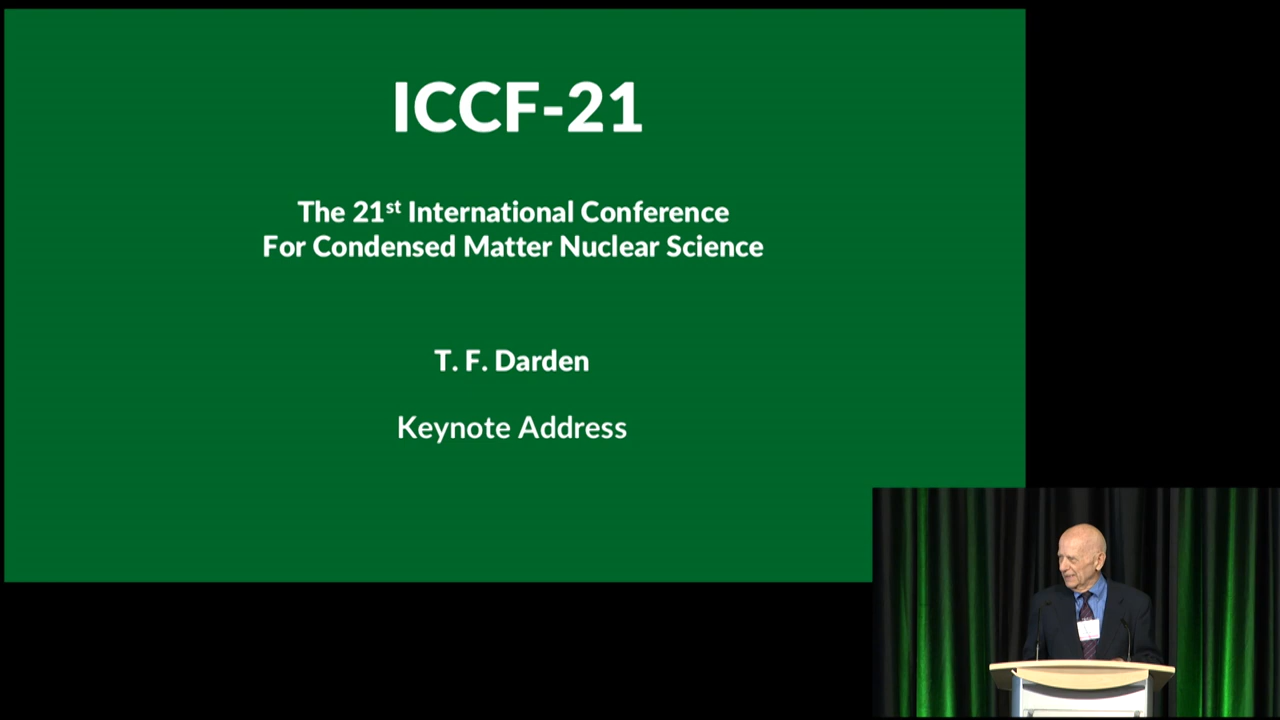 ICCF-21
The 21st International Conference
For Condensed Matter Nuclear Science
T. F. Darden
Keynote Address